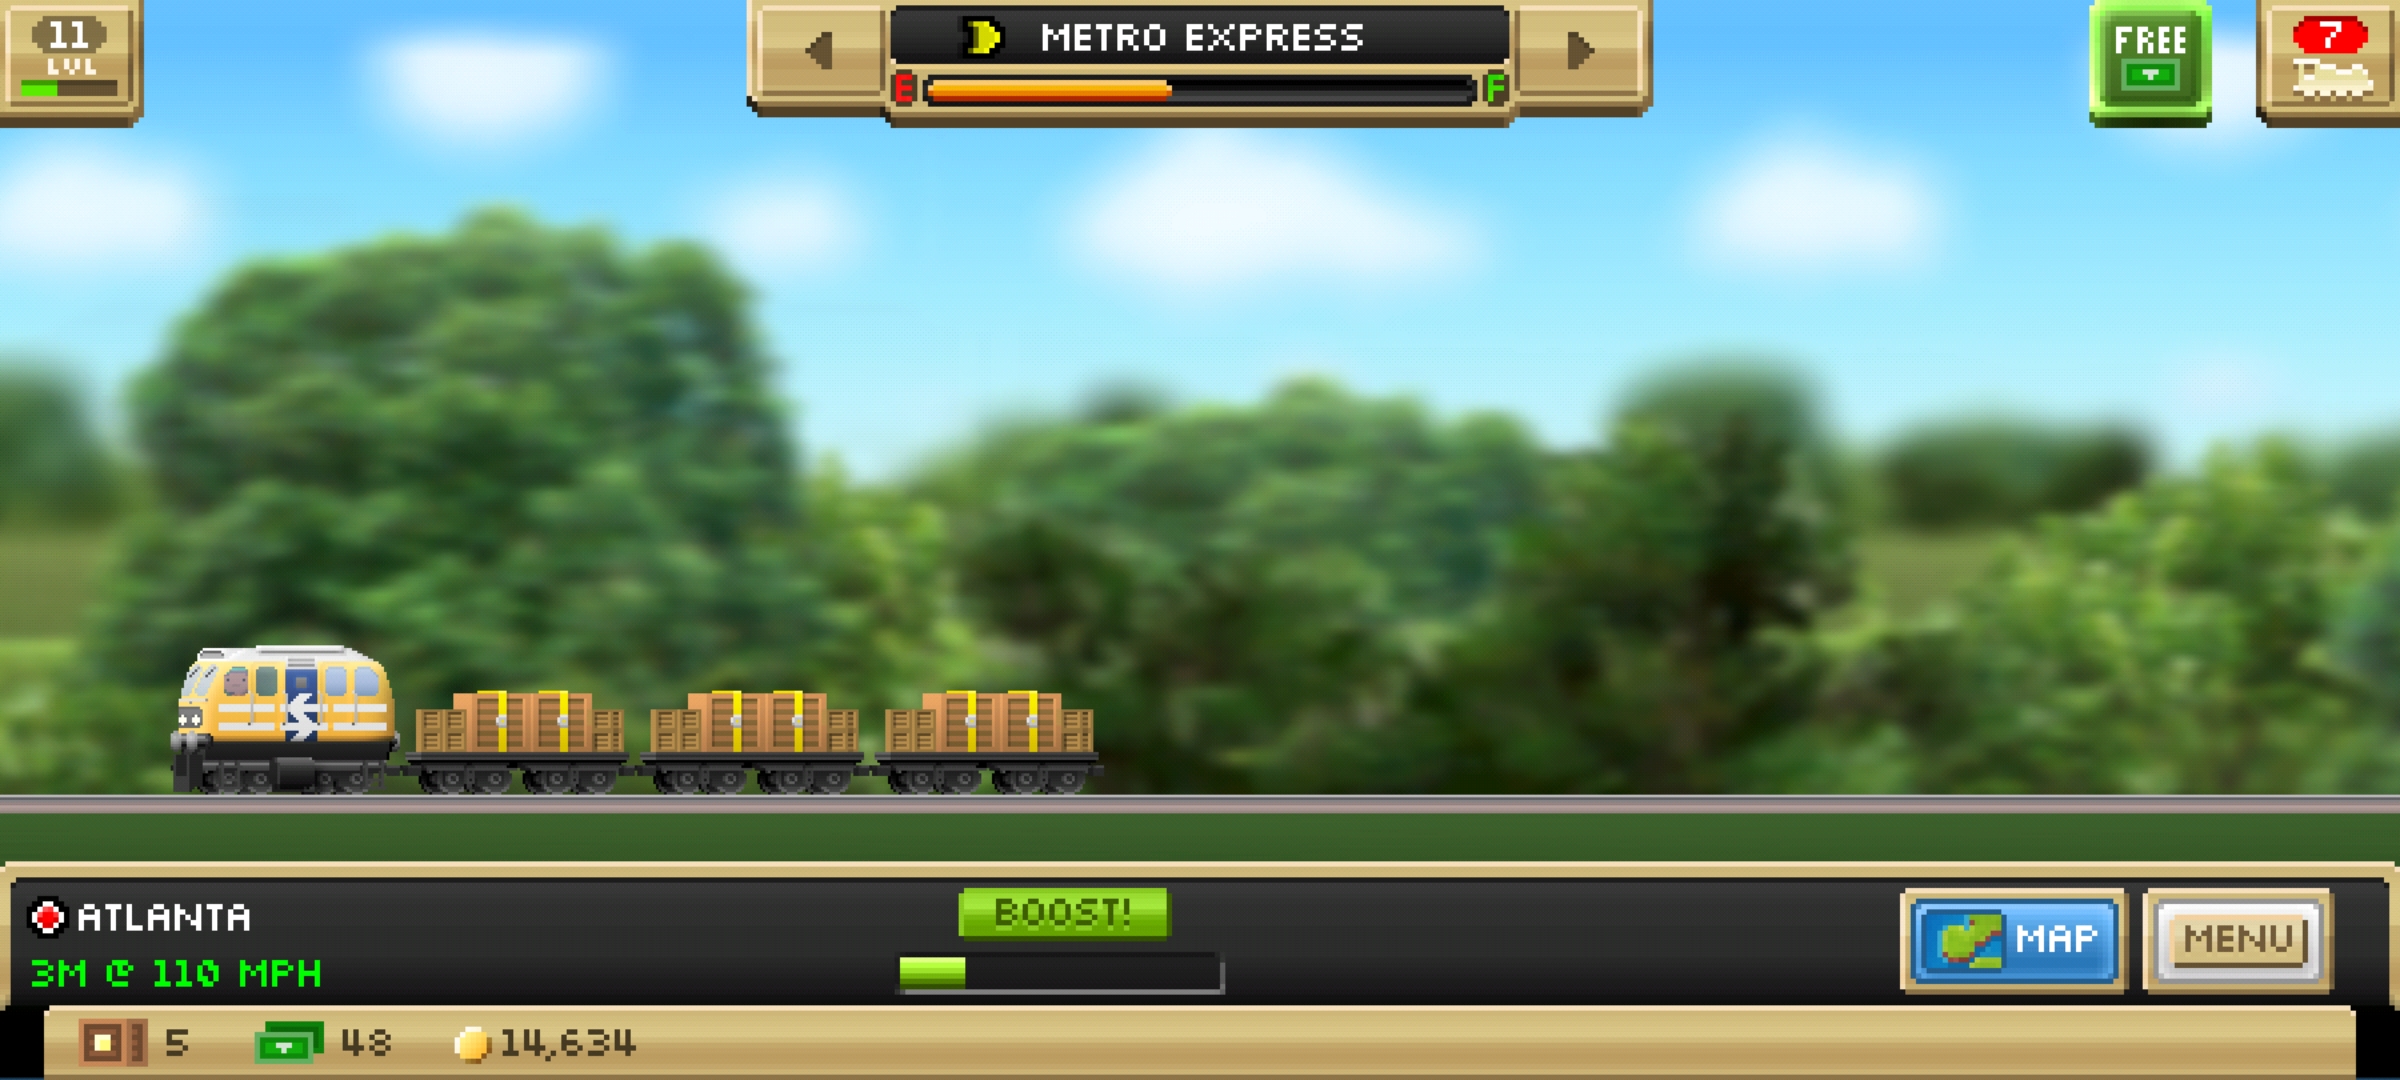 11
LVL
METRO EXPRESS
E F
FREE
7
ATLANTA
3M @ 110 MPH
BOOST!
MAP
MENU
5 48 14,634